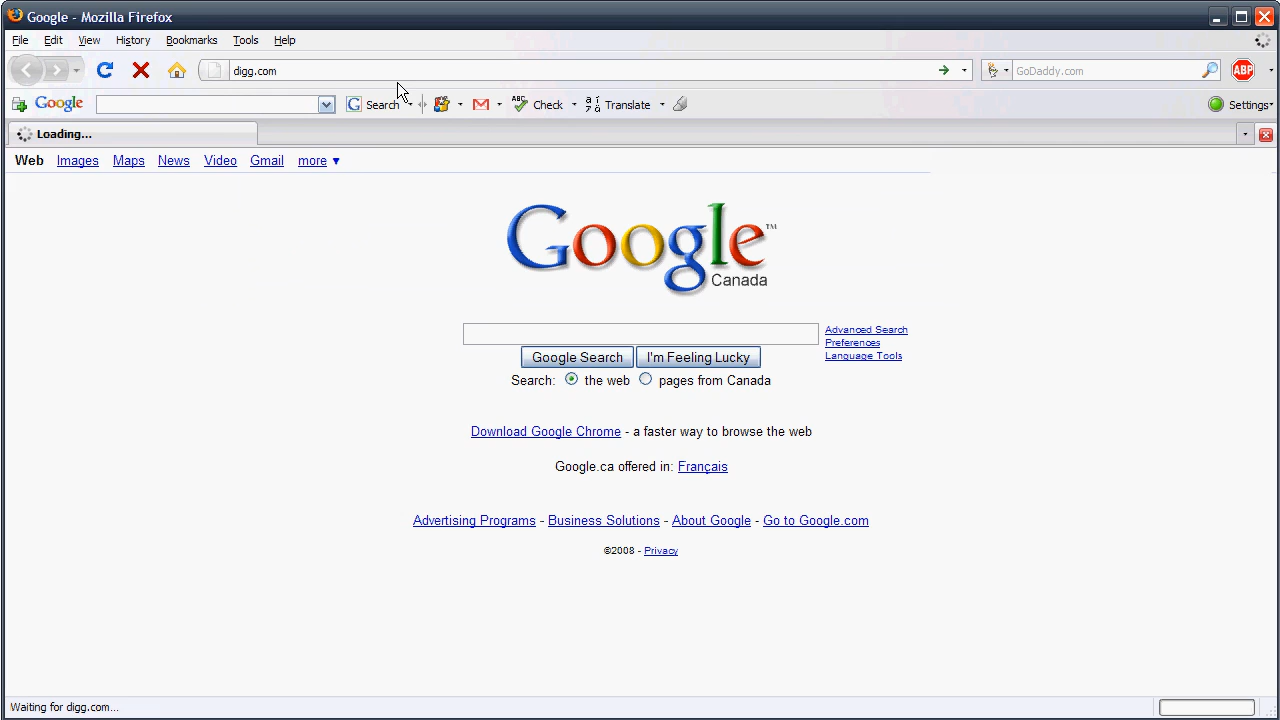 Google - Mozilla Firefox
File Edit View History Bookmarks Tools Help
digg.com GoDaddy.com ABP
Google G Search ABC Check Translate Settings
Loading...
Web Images Maps News Video Gmail more ▼
Google™
Canada
Advanced Search
Preferences
Language Tools
Google Search I'm Feeling Lucky
Search: the web pages from Canada
Download Google Chrome - a faster way to browse the web
Google.ca offered in: Français
Advertising Programs - Business Solutions - About Google - Go to Google.com
©2008 - Privacy
Waiting for digg.com...